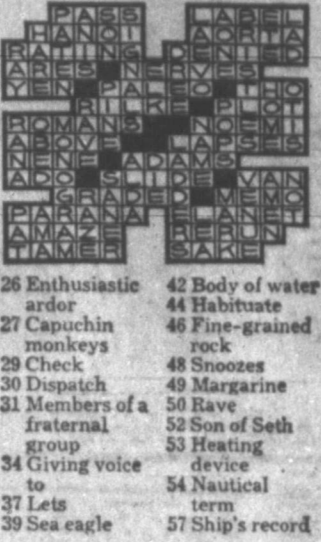 PASS LABEL
HANOI AORTA
RATING DENIED
ARES NERVES
YEN PALEO THO
RILKE PLOT
ROMANS NOEMI
ABOVE LAPSES
NENE ADAMS
ADO SLIDE VAN
GRADED MEMO
PARANA ELANET
AMAZE RERUN
TAMER SAKE
26 Enthusiastic
ardor
27 Capuchin
monkeys
29 Check
30 Dispatch
31 Members of a
fraternal
group
34 Giving voice
to
37 Lets
39 Sea eagle
42 Body of water
44 Habituate
46 Fine-grained
rock
48 Snoozes
49 Margarine
50 Rave
52 Son of Seth
53 Heating
device
54 Nautical
term
57 Ship's record